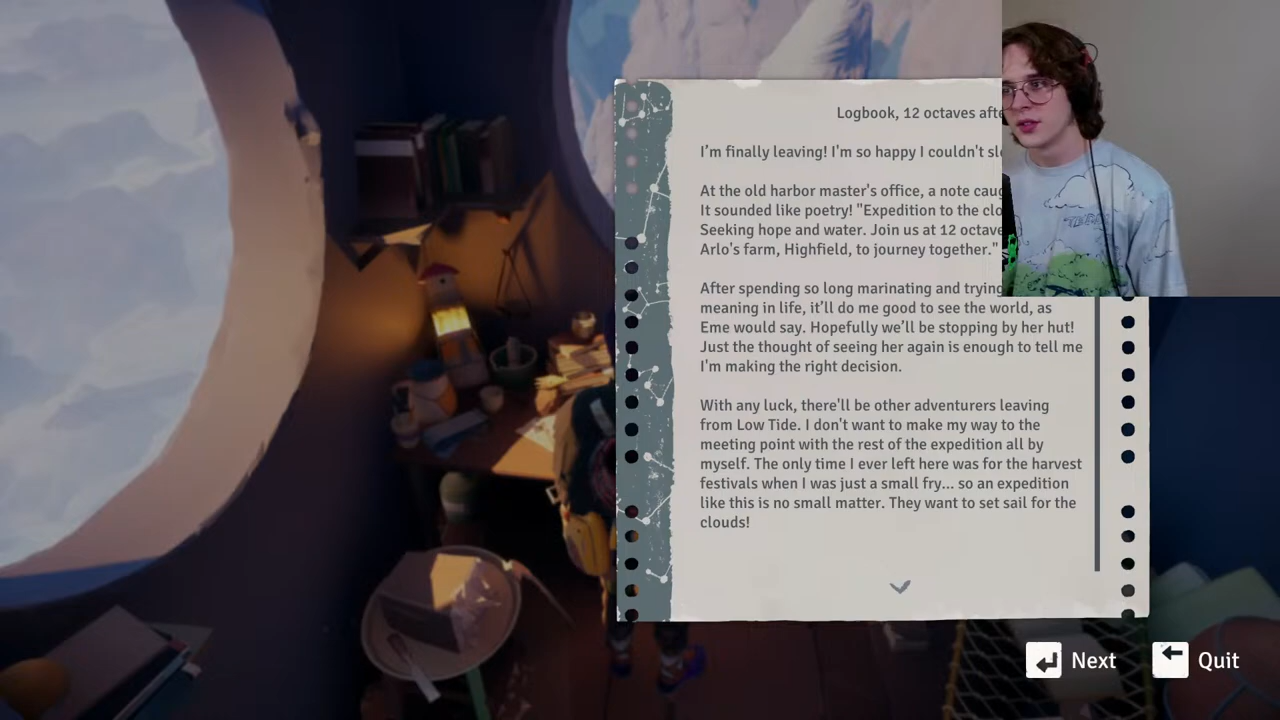 Logbook, 12 octaves afte
I'm finally leaving! I'm so happy I couldn't
At the old harbor master's office, a note
It sounded like poetry! "Expedition to the
Seeking hope and water. Join us at 12
Arlo's farm, Highfield, to journey together."
After spending so long marinating and trying
meaning in life, it'll do me good to see the world, as
Eme would say. Hopefully we'll be stopping by her hut!
Just the thought of seeing her again is enough to tell me
I'm making the right decision.
With any luck, there'll be other adventurers leaving
from Low Tide. I don't want to make my way to the
meeting point with the rest of the expedition all by
myself. The only time I ever left here was for the harvest
festivals when I was just a small fry... so an expedition
like this is no small matter. They want to set sail for the
clouds!
Next
Quit